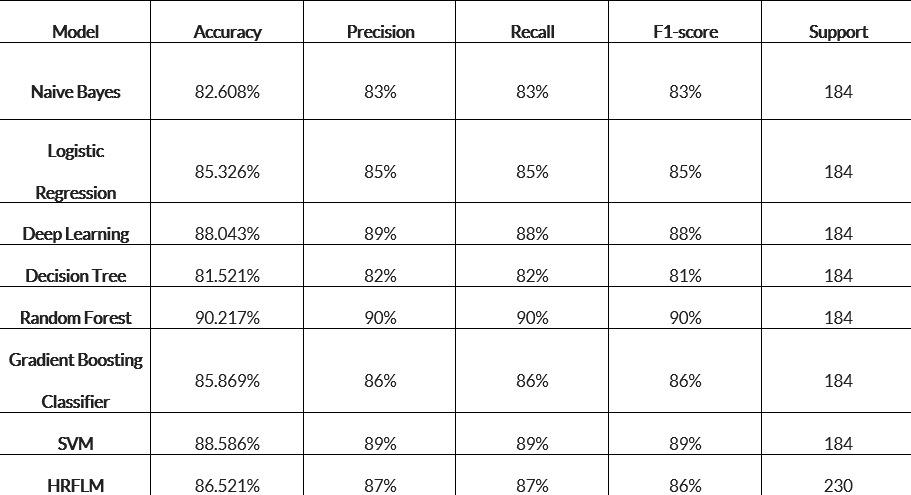 Model Accuracy Precision Recall F1-score Support
Naive Bayes 82.608% 83% 83% 83% 184
Logistic
Regression 85.326% 85% 85% 85% 184
Deep Learning 88.043% 89% 88% 88% 184
Decision Tree 81.521% 82% 82% 81% 184
Random Forest 90.217% 90% 90% 90% 184
Gradient Boosting
Classifier 85.869% 86% 86% 86% 184
SVM 88.586% 89% 89% 89% 184
HRFLM 86.521% 87% 87% 86% 230